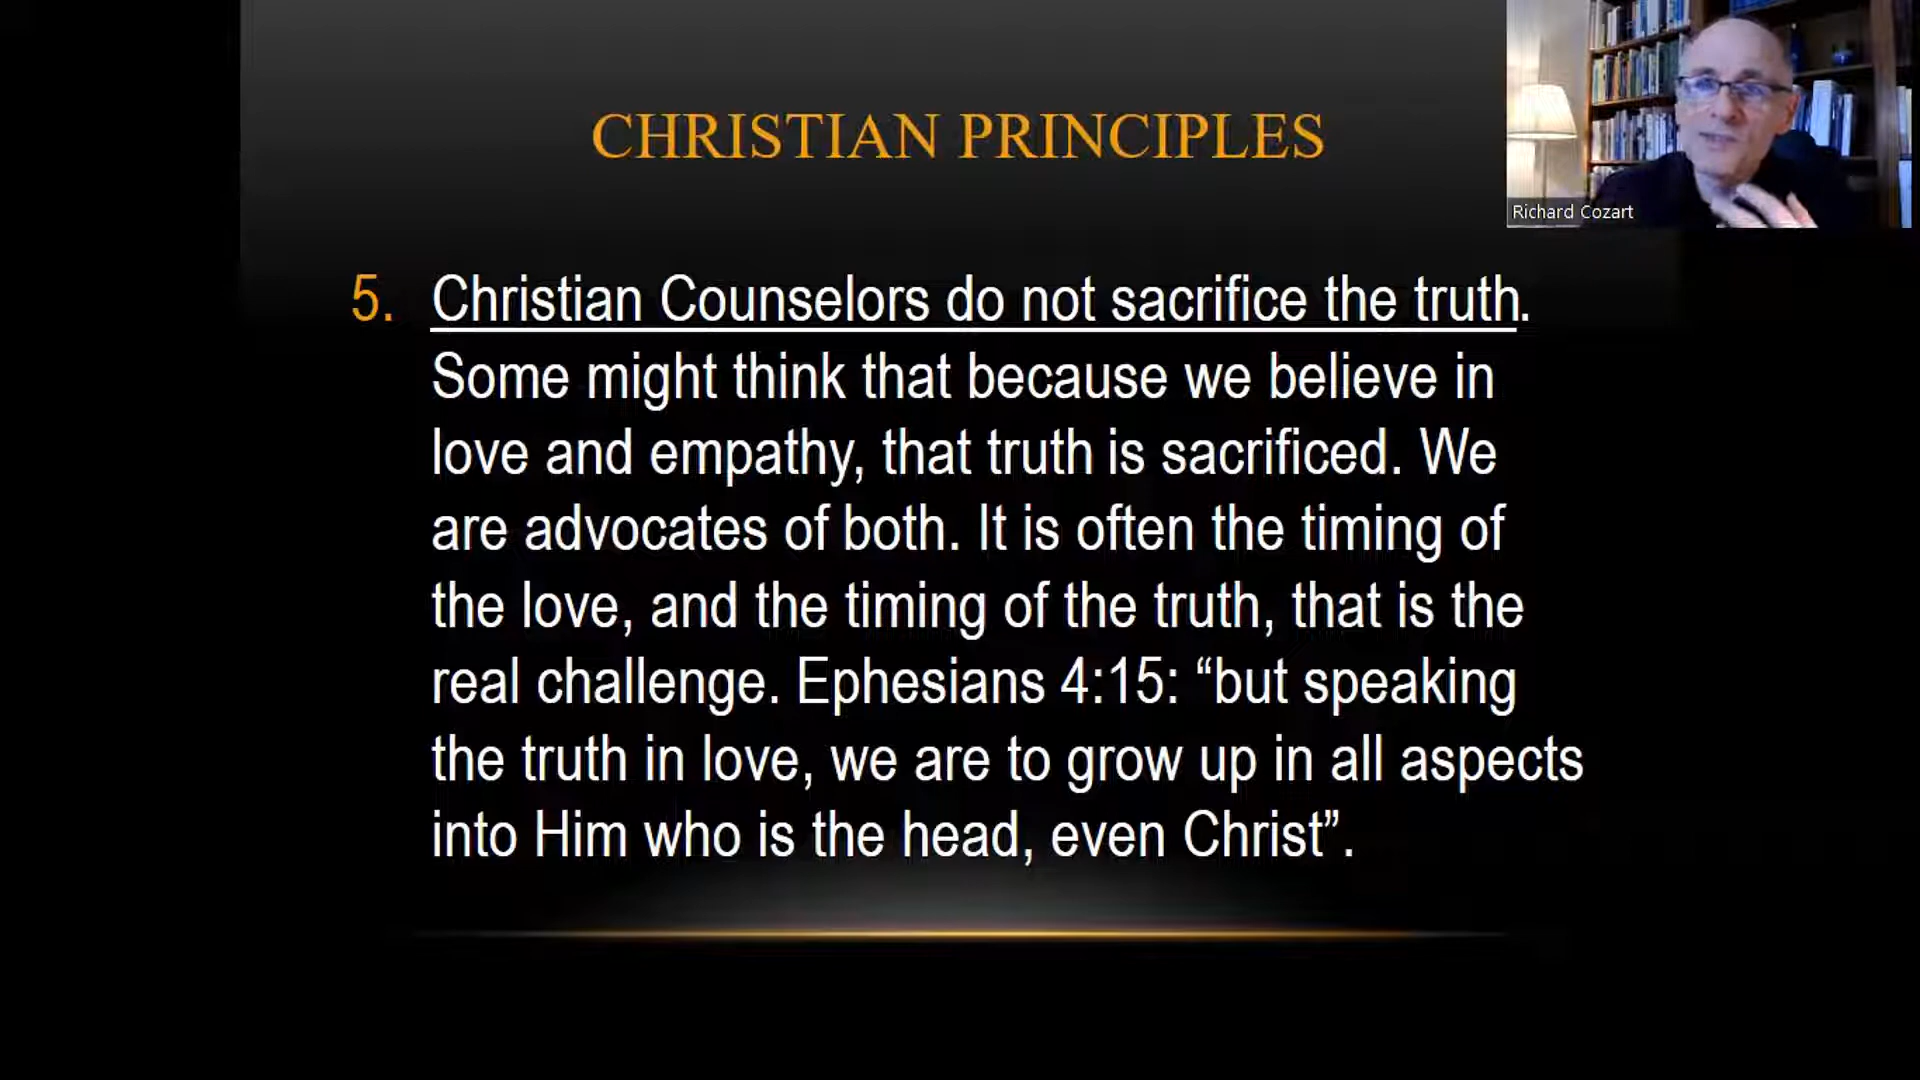 CHRISTIAN PRINCIPLES
Richard Cozart
5. Christian Counselors do not sacrifice the truth.
Some might think that because we believe in
love and empathy, that truth is sacrificed. We
are advocates of both. It is often the timing of
the love, and the timing of the truth, that is the
real challenge. Ephesians 4:15: “but speaking
the truth in love, we are to grow up in all aspects
into Him who is the head, even Christ”.